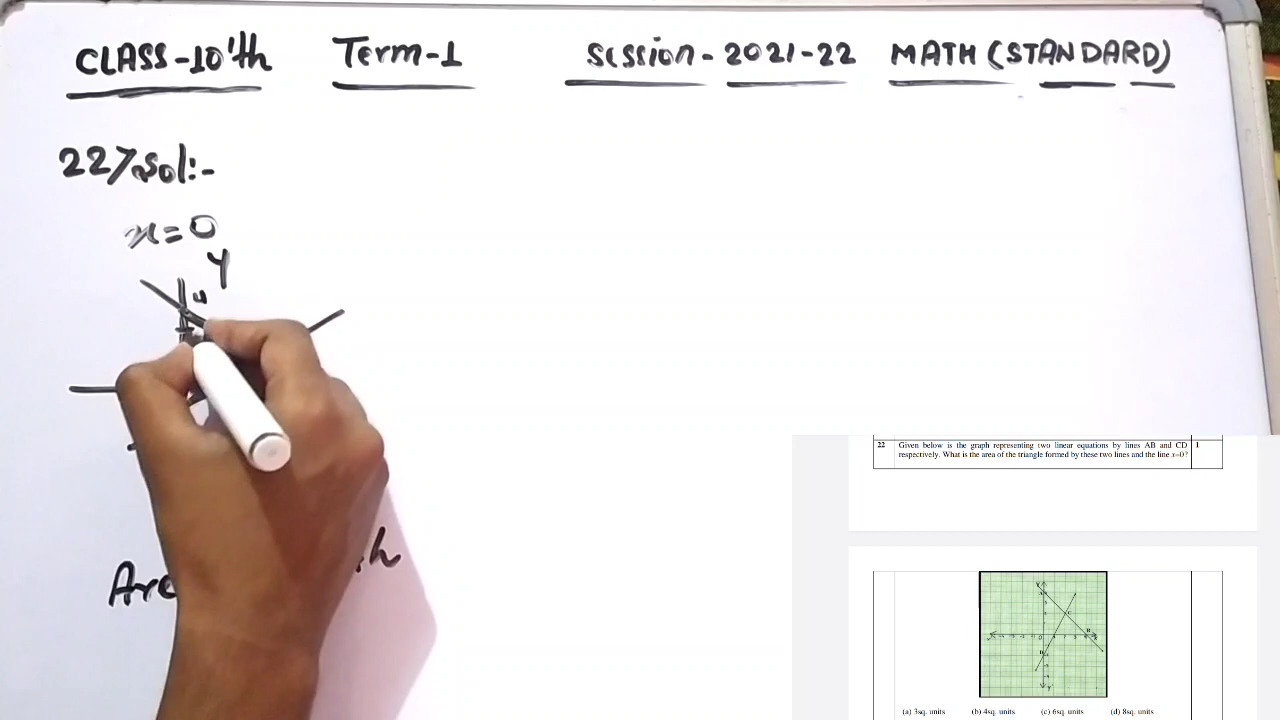 CLASS-10'th Term-1 Session-2021-22 MATH (STANDARD)
22> Sol:-
x=0
Y
4
22 Given below is the graph representing two linear equations by lines AB and CD 1
respectively. What is the area of the triangle formed by these two lines and the line x=0?
(a) 3sq. units (b) 4sq. units (c) 6sq. units (d) 8sq. units